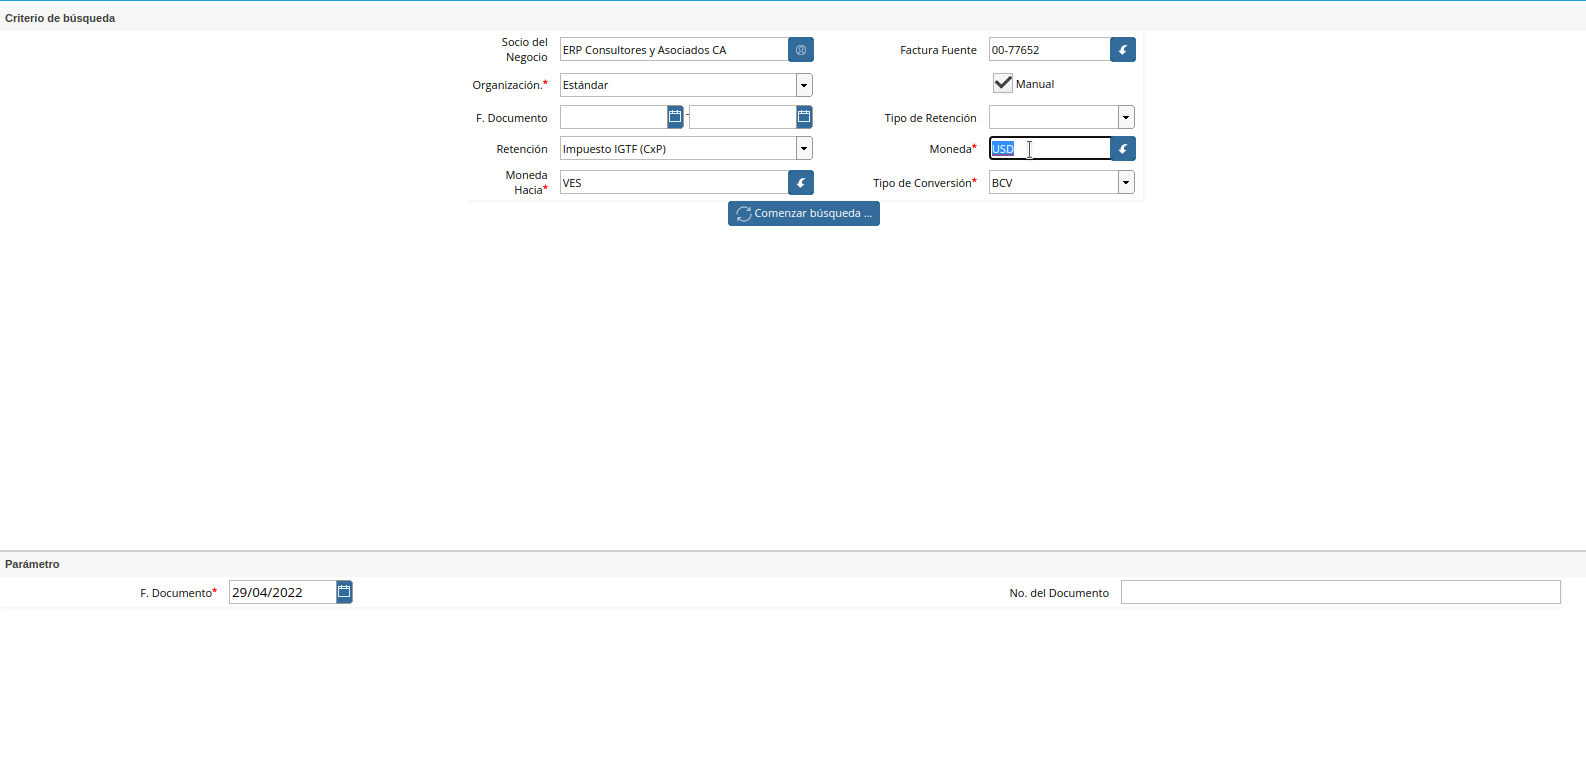 Criterio de búsqueda
Socio del Negocio ERP Consultores y Asociados CA Factura Fuente 00-77652
Organización.* Estándar Manual
F. Documento - Tipo de Retención
Retención Impuesto IGTF (CxP) Moneda* USD
Moneda Hacia* VES Tipo de Conversión* BCV
Comenzar búsqueda ...
Parámetro
F. Documento* 29/04/2022 No. del Documento